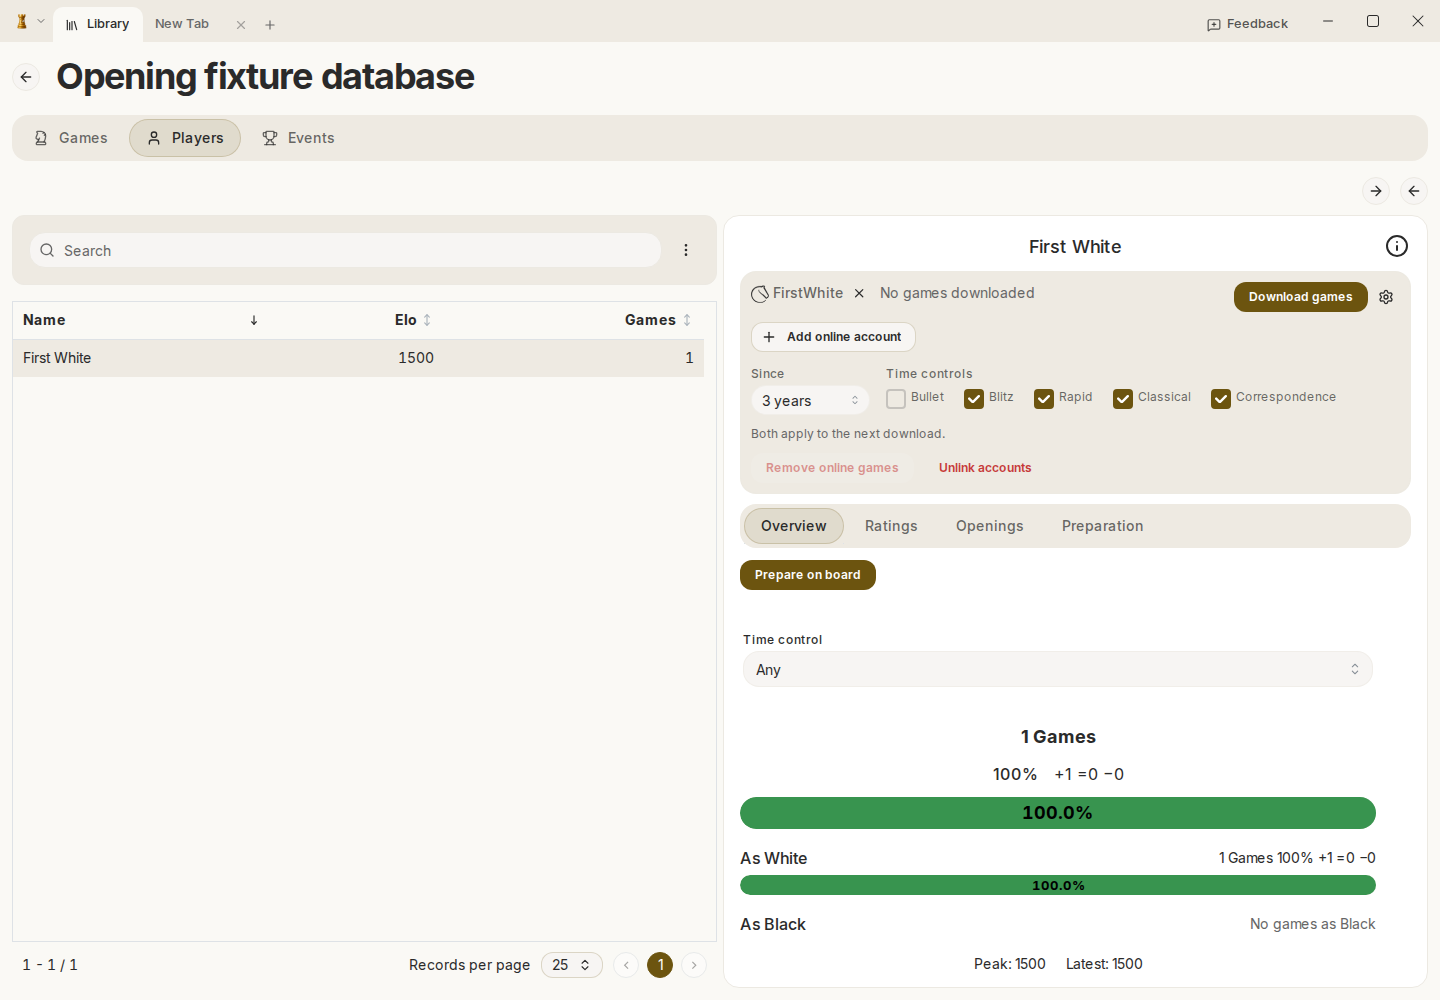 Library
New Tab
Feedback
Opening fixture database
Games
Players
Events
Search
Name
Elo
Games
First White
1500
1
1 - 1 / 1
Records per page
25
1
First White
FirstWhite
No games downloaded
Download games
Add online account
Since
Time controls
3 years
Bullet
Blitz
Rapid
Classical
Correspondence
Both apply to the next download.
Remove online games
Unlink accounts
Overview
Ratings
Openings
Preparation
Prepare on board
Time control
Any
1 Games
100% +1 =0 −0
100.0%
As White
1 Games 100% +1 =0 −0
100.0%
As Black
No games as Black
Peak: 1500
Latest: 1500